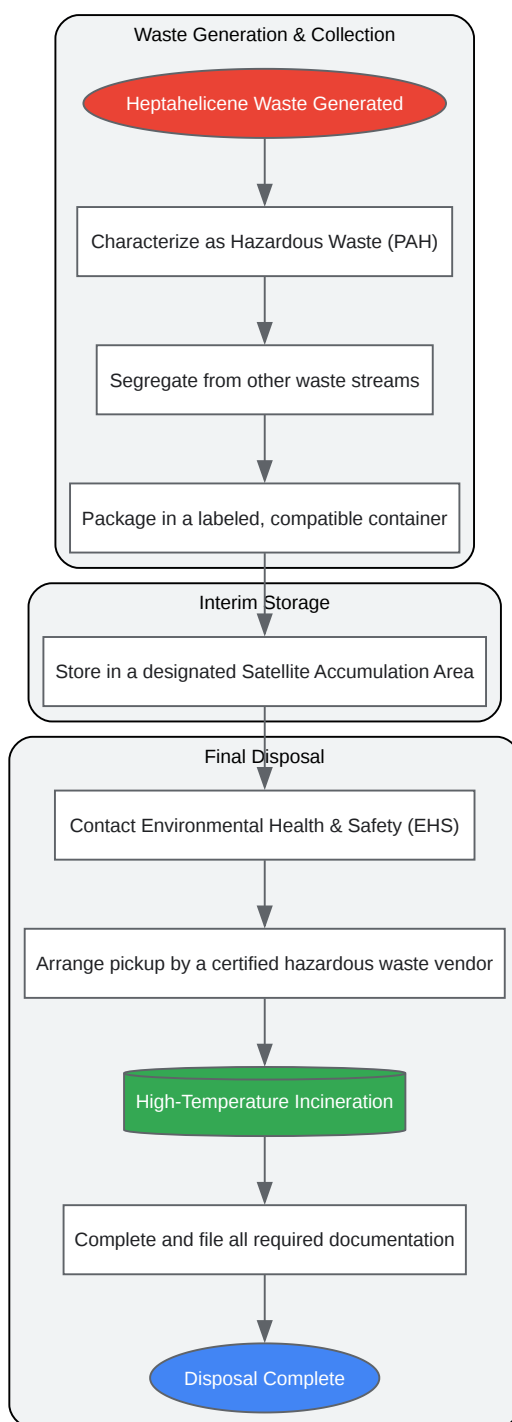 Waste Generation & Collection
Heptahelicene Waste Generated
Characterize as Hazardous Waste (PAH)
Segregate from other waste streams
Package in a labeled, compatible container
Interim Storage
Store in a designated Satellite Accumulation Area
Final Disposal
Contact Environmental Health & Safety (EHS)
Arrange pickup by a certified hazardous waste vendor
High-Temperature Incineration
Complete and file all required documentation
Disposal Complete